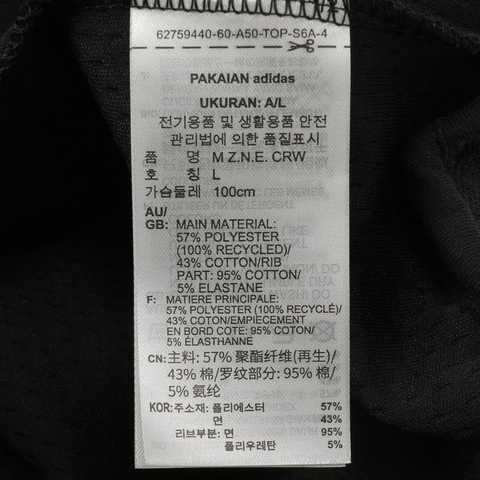 62759440-60-A50-TOP-S6A-4
PAKAIAN adidas
UKURAN: A/L
전기용품 및 생활용품 안전
관리법에 의한 품질표시
품 명 M Z.N.E. CRW
호 칭 L
가슴둘레 100cm
AU/
GB: MAIN MATERIAL:
57% POLYESTER
(100% RECYCLED)/
43% COTTON/RIB
PART: 95% COTTON/
5% ELASTANE
F: MATIERE PRINCIPALE:
57% POLYESTER (100% RECYCLÉ)/
43% COTON/EMPIECEMENT
EN BORD COTE: 95% COTON/
5% ÉLASTHANNE
CN: 主料: 57% 聚酯纤维(再生)/
43% 棉/罗纹部分: 95% 棉/
5% 氨纶
KOR: 주소재: 폴리에스터 57%
면 43%
리브부분: 면 95%
폴리우레탄 5%